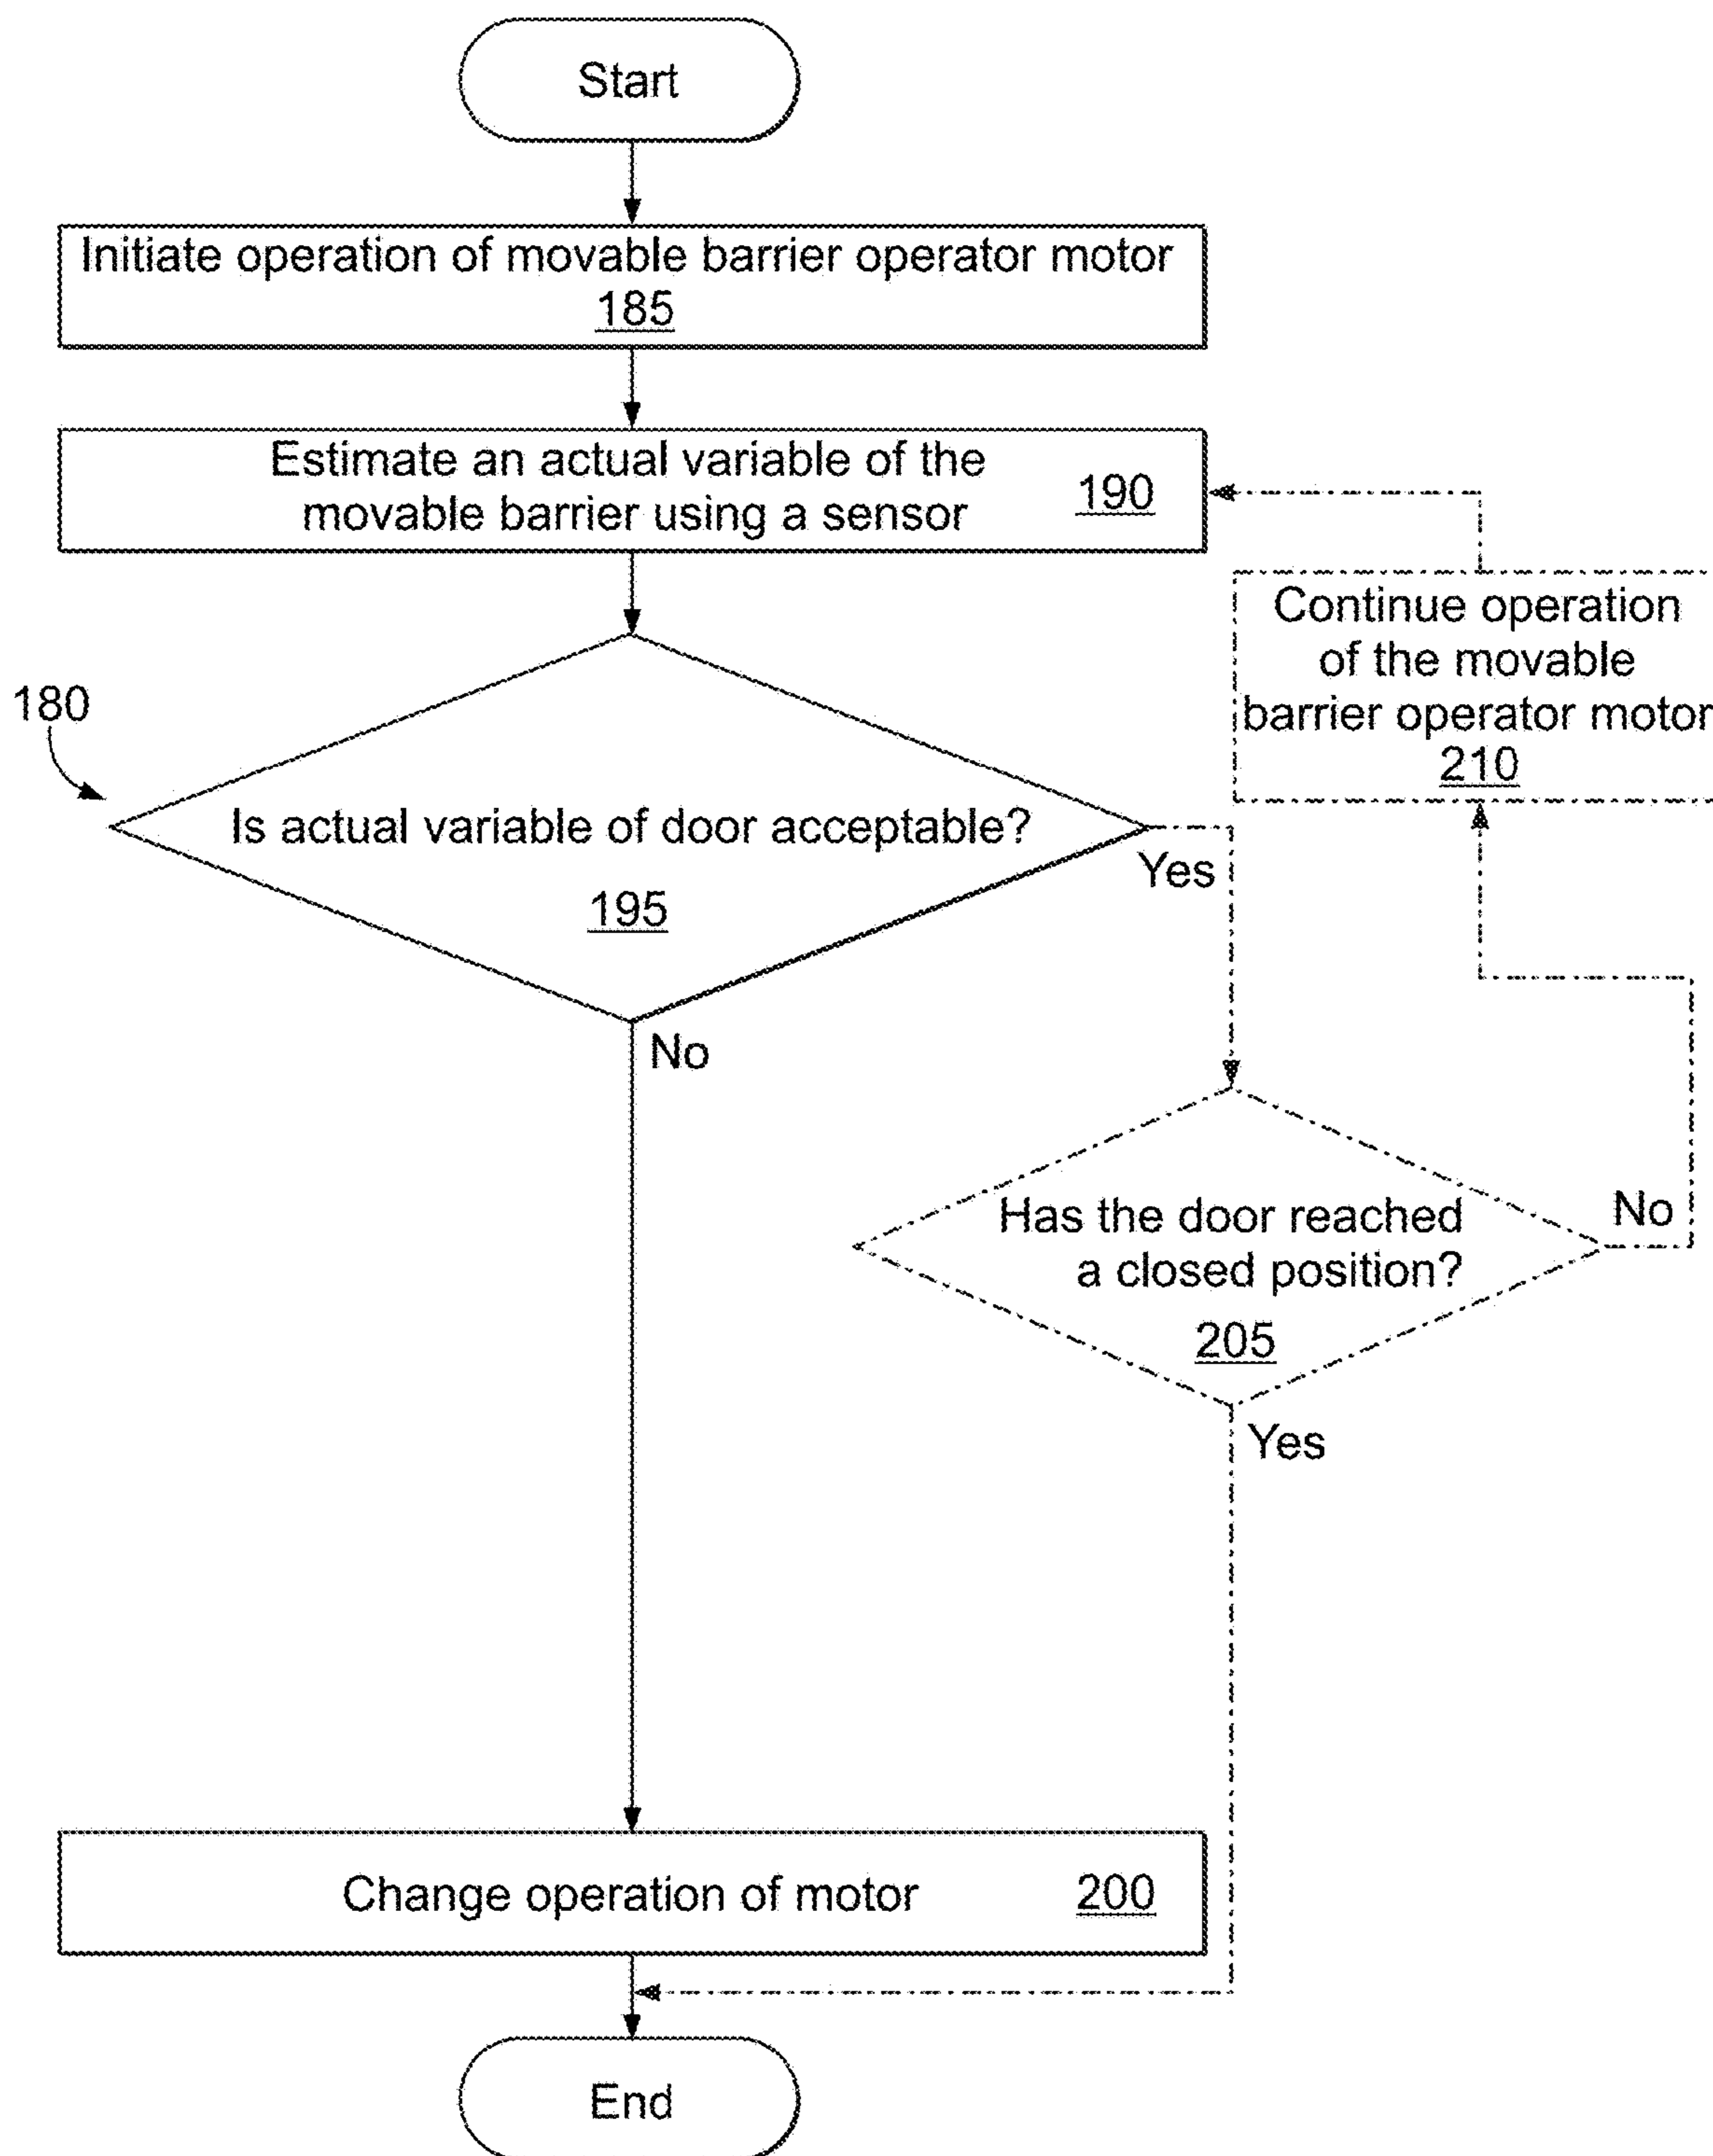 Start
Initiate operation of movable barrier operator motor
185
Estimate an actual variable of the
movable barrier using a sensor
190
Continue operation
of the movable
barrier operator motor
210
180
Is actual variable of door acceptable?
195
Yes
No
Has the door reached
a closed position?
205
No
Yes
Change operation of motor
200
End